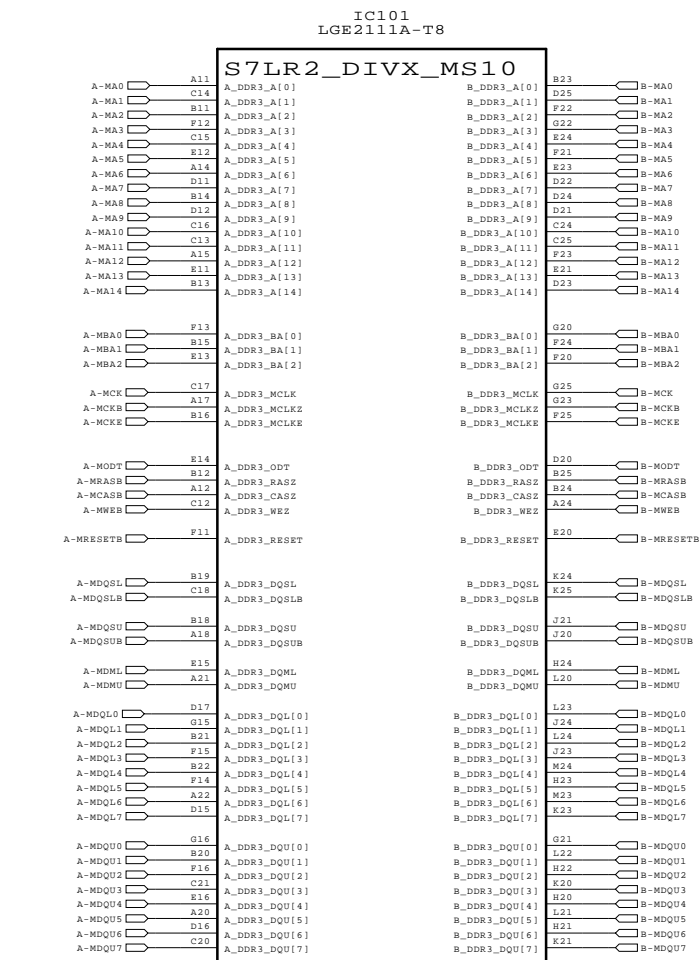 IC101
LGE2111A-T8
S7LR2_DIVX_MS10
A-MA0 A11 A_DDR3_A[0] B_DDR3_A[0] B23 B-MA0
A-MA1 C14 A_DDR3_A[1] B_DDR3_A[1] D25 B-MA1
A-MA2 B11 A_DDR3_A[2] B_DDR3_A[2] F22 B-MA2
A-MA3 F12 A_DDR3_A[3] B_DDR3_A[3] G22 B-MA3
A-MA4 C15 A_DDR3_A[4] B_DDR3_A[4] E24 B-MA4
A-MA5 E12 A_DDR3_A[5] B_DDR3_A[5] F21 B-MA5
A-MA6 A14 A_DDR3_A[6] B_DDR3_A[6] E23 B-MA6
A-MA7 D11 A_DDR3_A[7] B_DDR3_A[7] D22 B-MA7
A-MA8 B14 A_DDR3_A[8] B_DDR3_A[8] D24 B-MA8
A-MA9 D12 A_DDR3_A[9] B_DDR3_A[9] D21 B-MA9
A-MA10 C16 A_DDR3_A[10] B_DDR3_A[10] C24 B-MA10
A-MA11 C13 A_DDR3_A[11] B_DDR3_A[11] C25 B-MA11
A-MA12 A15 A_DDR3_A[12] B_DDR3_A[12] F23 B-MA12
A-MA13 E11 A_DDR3_A[13] B_DDR3_A[13] E21 B-MA13
A-MA14 B13 A_DDR3_A[14] B_DDR3_A[14] D23 B-MA14
A-MBA0 F13 A_DDR3_BA[0] B_DDR3_BA[0] G20 B-MBA0
A-MBA1 B15 A_DDR3_BA[1] B_DDR3_BA[1] F24 B-MBA1
A-MBA2 E13 A_DDR3_BA[2] B_DDR3_BA[2] F20 B-MBA2
A-MCK C17 A_DDR3_MCLK B_DDR3_MCLK G25 B-MCK
A-MCKB A17 A_DDR3_MCLKZ B_DDR3_MCLKZ G23 B-MCKB
A-MCKE B16 A_DDR3_MCLKE B_DDR3_MCLKE F25 B-MCKE
A-MODT E14 A_DDR3_ODT B_DDR3_ODT D20 B-MODT
A-MRASB B12 A_DDR3_RASZ B_DDR3_RASZ B25 B-MRASB
A-MCASB A12 A_DDR3_CASZ B_DDR3_CASZ B24 B-MCASB
A-MWEB C12 A_DDR3_WEZ B_DDR3_WEZ A24 B-MWEB
A-MRESETB F11 A_DDR3_RESET B_DDR3_RESET E20 B-MRESETB
A-MDQSL B19 A_DDR3_DQSL B_DDR3_DQSL K24 B-MDQSL
A-MDQSLB C18 A_DDR3_DQSLB B_DDR3_DQSLB K25 B-MDQSLB
A-MDQSU B18 A_DDR3_DQSU B_DDR3_DQSU J21 B-MDQSU
A-MDQSUB A18 A_DDR3_DQSUB B_DDR3_DQSUB J20 B-MDQSUB
A-MDML E15 A_DDR3_DQML B_DDR3_DQML H24 B-MDML
A-MDMU A21 A_DDR3_DQMU B_DDR3_DQMU L20 B-MDMU
A-MDQL0 D17 A_DDR3_DQL[0] B_DDR3_DQL[0] L23 B-MDQL0
A-MDQL1 G15 A_DDR3_DQL[1] B_DDR3_DQL[1] J24 B-MDQL1
A-MDQL2 B21 A_DDR3_DQL[2] B_DDR3_DQL[2] L24 B-MDQL2
A-MDQL3 F15 A_DDR3_DQL[3] B_DDR3_DQL[3] J23 B-MDQL3
A-MDQL4 B22 A_DDR3_DQL[4] B_DDR3_DQL[4] M24 B-MDQL4
A-MDQL5 F14 A_DDR3_DQL[5] B_DDR3_DQL[5] H23 B-MDQL5
A-MDQL6 A22 A_DDR3_DQL[6] B_DDR3_DQL[6] M23 B-MDQL6
A-MDQL7 D15 A_DDR3_DQL[7] B_DDR3_DQL[7] K23 B-MDQL7
A-MDQU0 G16 A_DDR3_DQU[0] B_DDR3_DQU[0] G21 B-MDQU0
A-MDQU1 B20 A_DDR3_DQU[1] B_DDR3_DQU[1] L22 B-MDQU1
A-MDQU2 F16 A_DDR3_DQU[2] B_DDR3_DQU[2] H22 B-MDQU2
A-MDQU3 C21 A_DDR3_DQU[3] B_DDR3_DQU[3] K20 B-MDQU3
A-MDQU4 E16 A_DDR3_DQU[4] B_DDR3_DQU[4] H20 B-MDQU4
A-MDQU5 A20 A_DDR3_DQU[5] B_DDR3_DQU[5] L21 B-MDQU5
A-MDQU6 D16 A_DDR3_DQU[6] B_DDR3_DQU[6] H21 B-MDQU6
A-MDQU7 C20 A_DDR3_DQU[7] B_DDR3_DQU[7] K21 B-MDQU7